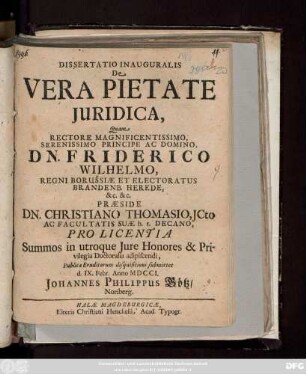 DISSERTATIO INAUGURALIS
De
VERA PIETATE
JURIDICA,
Quam
RECTORE MAGNIFICENTISSIMO,
SERENISSIMO PRINCIPE AC DOMINO,
DN. FRIDERICO
WILHELMO,
REGNI BORUSSIÆ ET ELECTORATUS
BRANDENB HEREDE,
&c. &c.
PRÆSIDE
DN. CHRISTIANO THOMASIO, JCto
AC FACULTATIS SUÆ h. t. DECANO,
PRO LICENTIA
Summos in utroque Jure Honores & Pri-
vilegia Doctoralia adipiscendi,
Publicæ Eruditorum disquisitioni submittet
d. IX. Febr. Anno MDCCI.
JOHANNES PHILIPPUS Götz/
Noriberg.
HALÆ MAGDEBURGICÆ,
Literis Christiani Henckelii, Acad. Typogr.